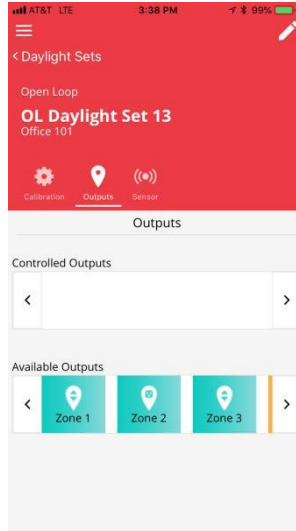 AT&T LTE 3:38 PM 99%
< Daylight Sets
Open Loop
OL Daylight Set 13
Office 101
Calibration Outputs Sensor
Outputs
Controlled Outputs
Available Outputs
Zone 1 Zone 2 Zone 3